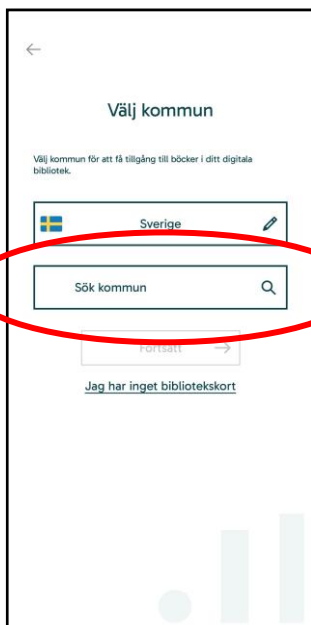 Välj kommun
Välj kommun för att få tillgång till böcker i ditt digitala
bibliotek.
Sverige
Sök kommun
Fortsätt
Jag har inget bibliotekskort